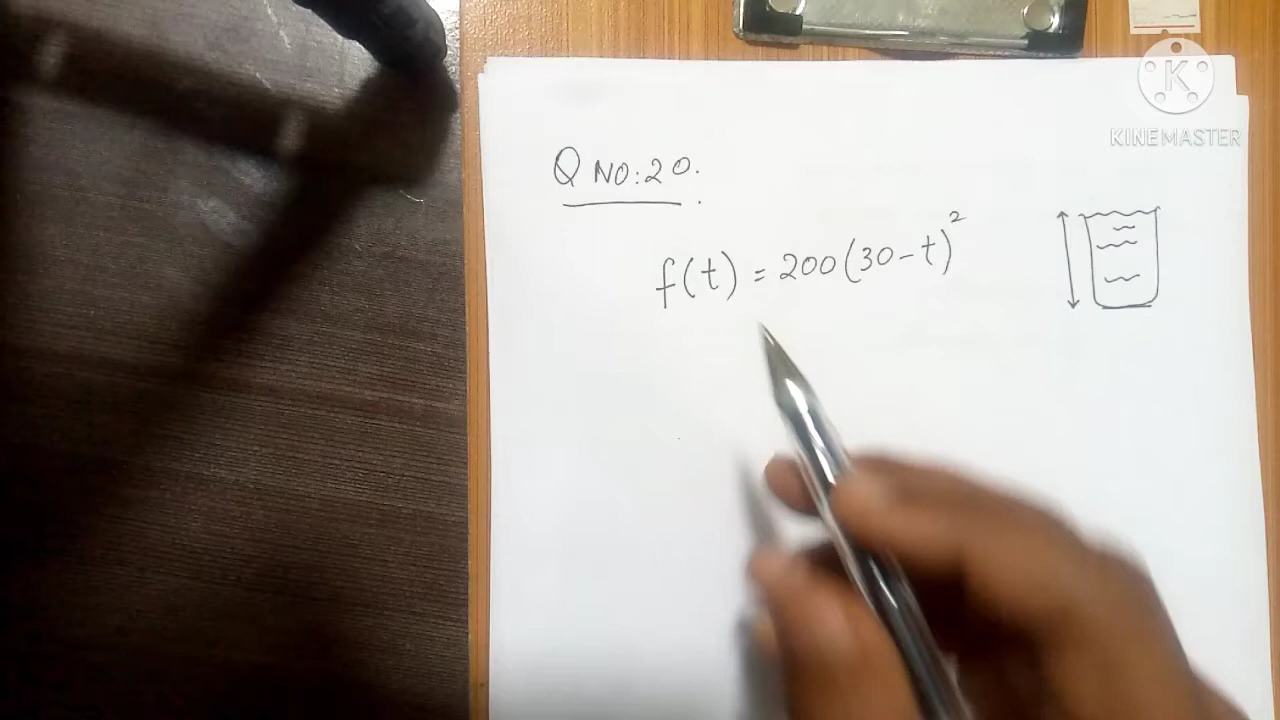 Q NO:20.
f(t) = 200(30-t)²
K
KINEMASTER